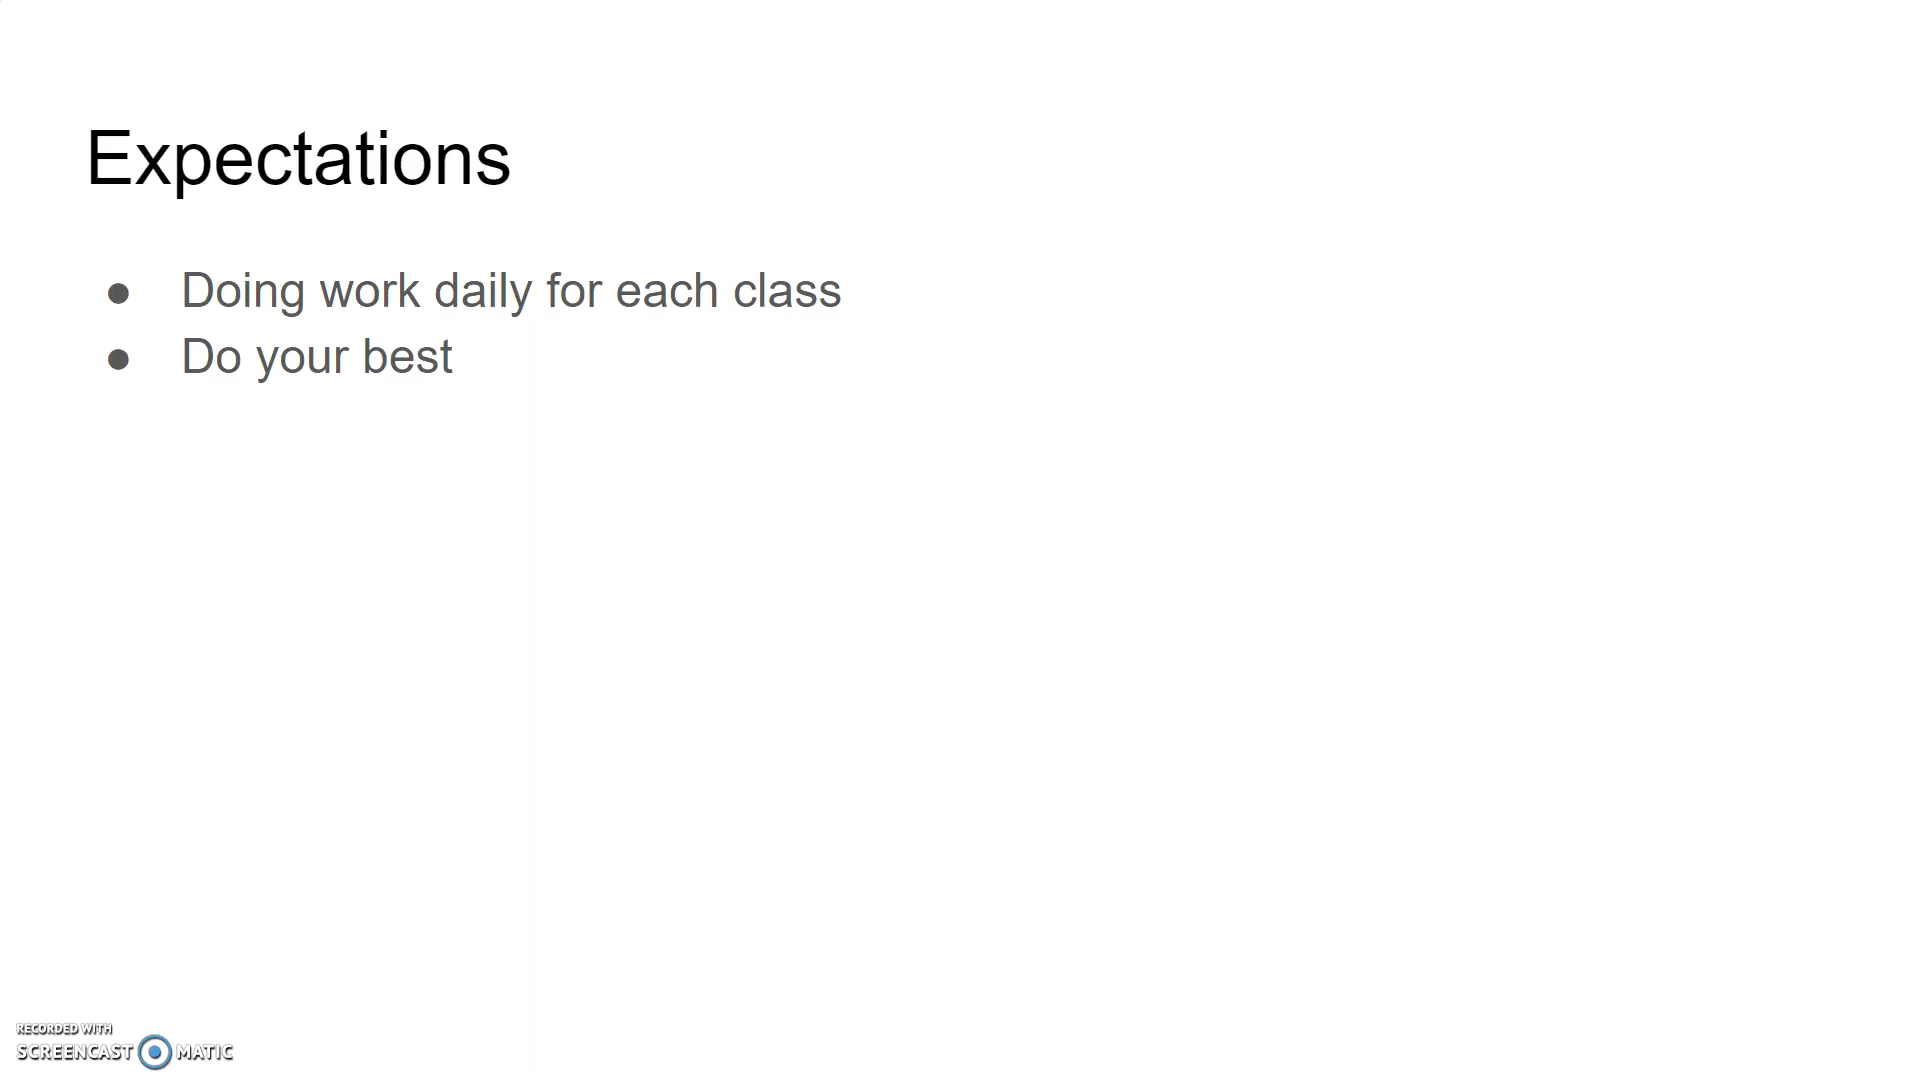 Expectations
● Doing work daily for each class
● Do your best
RECORDED WITH
SCREENCAST MATIC